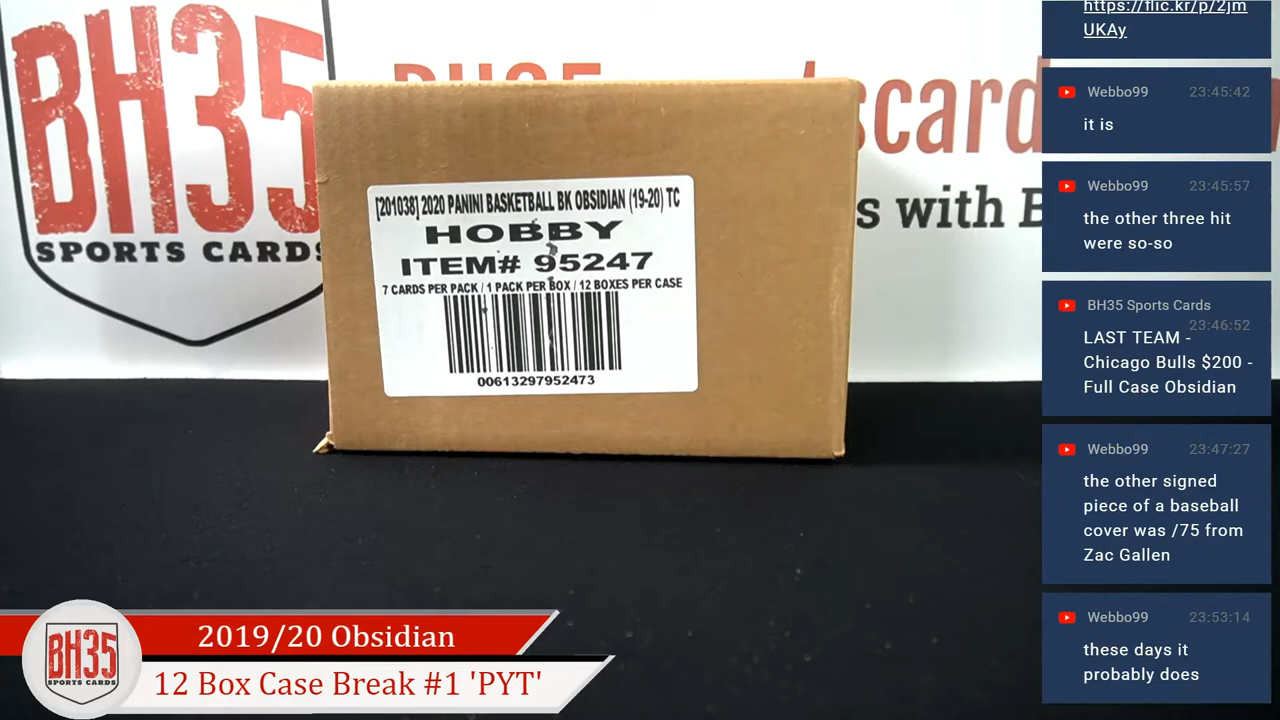 BH35
SPORTS CARDS
s with B
[201038] 2020 PANINI BASKETBALL BK OBSIDIAN (19-20) TC
HOBBY
ITEM# 95247
7 CARDS PER PACK / 1 PACK PER BOX / 12 BOXES PER CASE
00613297952473
2019/20 Obsidian
12 Box Case Break #1 'PYT'
BH35
SPORTS CARDS
https://flic.kr/p/2jm
UKAy
Webbo99 23:45:42
it is
Webbo99 23:45:57
the other three hit
were so-so
BH35 Sports Cards
23:46:52
LAST TEAM -
Chicago Bulls $200 -
Full Case Obsidian
Webbo99 23:47:27
the other signed
piece of a baseball
cover was /75 from
Zac Gallen
Webbo99 23:53:14
these days it
probably does